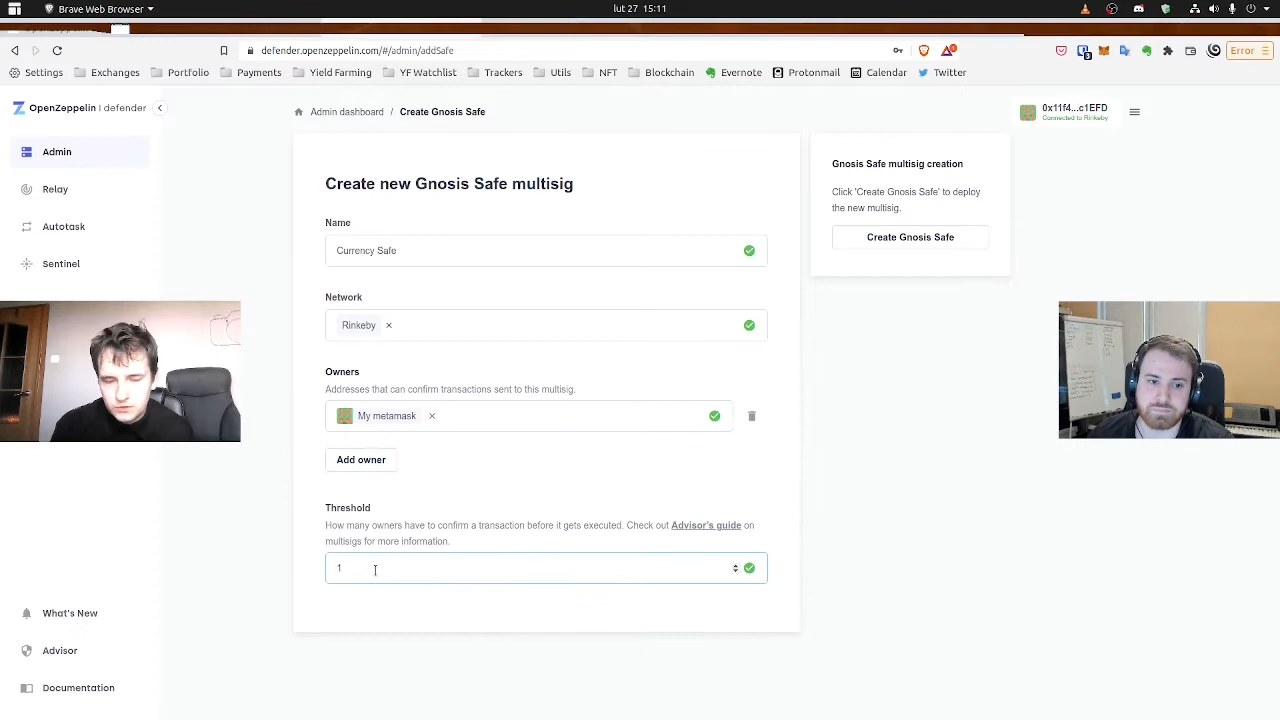 Brave Web Browser
lut 27 15:11
defender.openzeppelin.com/#/admin/addSafe
1
3
Error
Settings
Exchanges
Portfolio
Payments
Yield Farming
YF Watchlist
Trackers
Utils
NFT
Blockchain
Evernote
Protonmail
Calendar
Twitter
OpenZeppelin | defender
Admin dashboard / Create Gnosis Safe
0x11f4...c1EFD
Connected to Rinkeby
Admin
Relay
Autotask
Sentinel
Create new Gnosis Safe multisig
Name
Currency Safe
Network
Rinkeby ×
Owners
Addresses that can confirm transactions sent to this multisig.
My metamask ×
Add owner
Threshold
How many owners have to confirm a transaction before it gets executed. Check out Advisor's guide on
multisigs for more information.
1
Gnosis Safe multisig creation
Click 'Create Gnosis Safe' to deploy
the new multisig.
Create Gnosis Safe
What's New
Advisor
Documentation